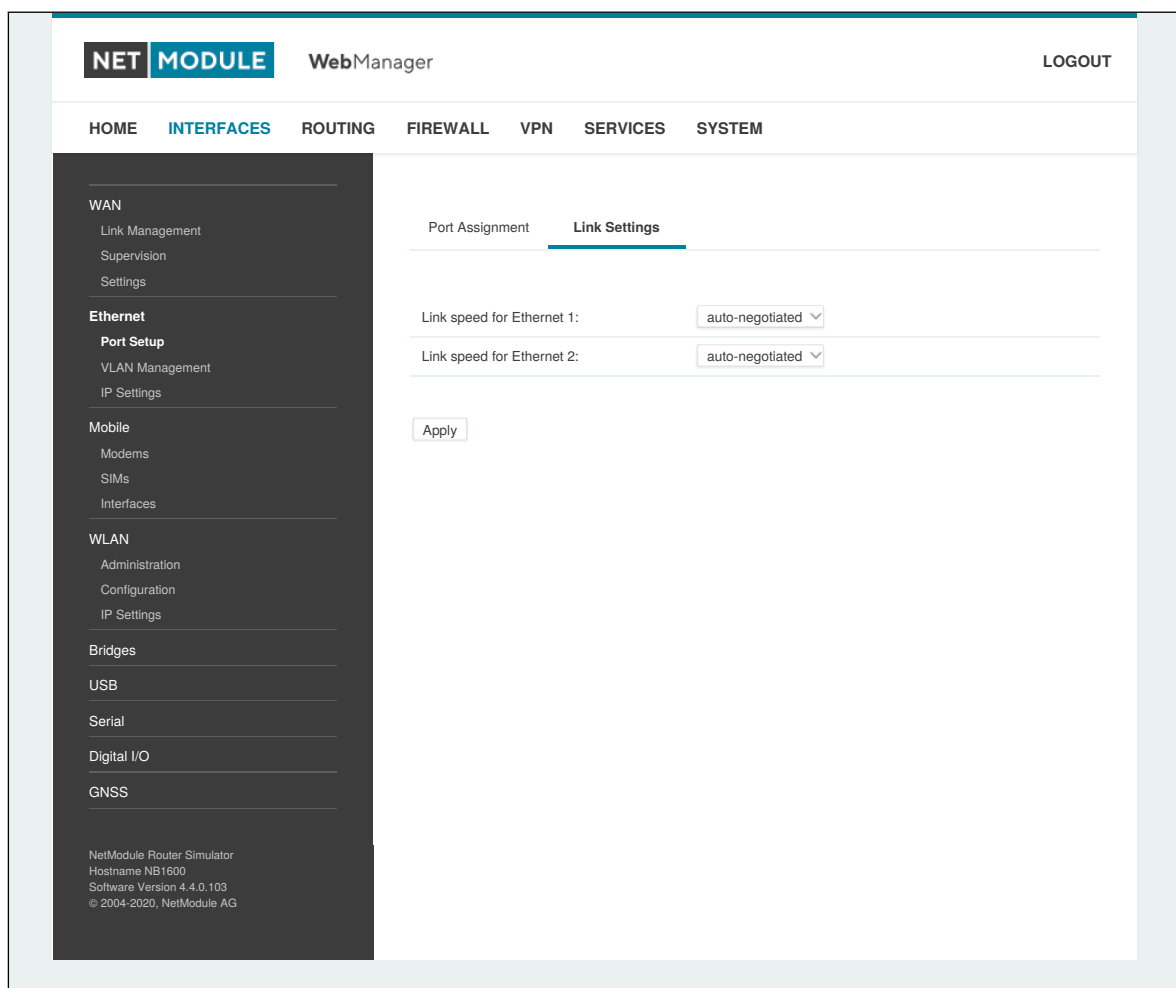 NET MODULE WebManager LOGOUT
HOME INTERFACES ROUTING FIREWALL VPN SERVICES SYSTEM
WAN
Link Management
Supervision
Settings
Ethernet
Port Setup
VLAN Management
IP Settings
Mobile
Modems
SIMs
Interfaces
WLAN
Administration
Configuration
IP Settings
Bridges
USB
Serial
Digital I/O
GNSS
NetModule Router Simulator
Hostname NB1600
Software Version 4.4.0.103
© 2004-2020, NetModule AG
Port Assignment Link Settings
Link speed for Ethernet 1: auto-negotiated
Link speed for Ethernet 2: auto-negotiated
Apply